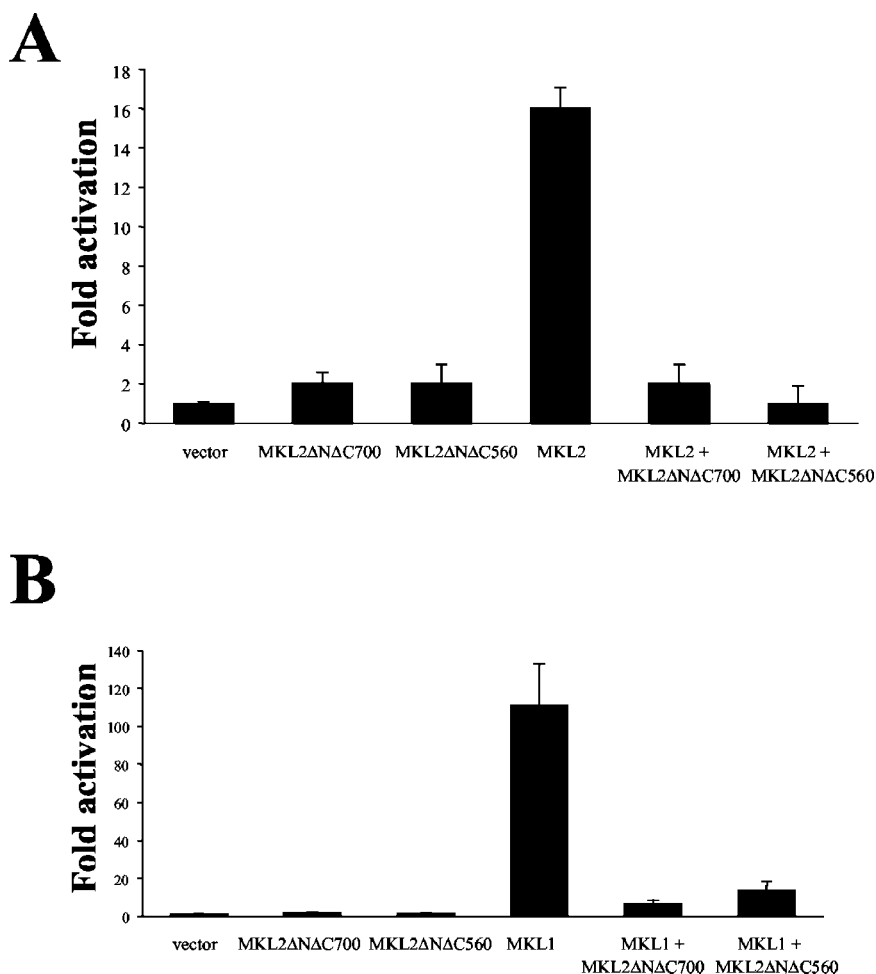 A
Fold activation
18
16
14
12
10
8
6
4
2
0
vector MKL2ΔNΔC700 MKL2ΔNΔC560 MKL2 MKL2 + MKL2 +
MKL2ΔNΔC700 MKL2ΔNΔC560
B
Fold activation
140
120
100
80
60
40
20
0
vector MKL2ΔNΔC700 MKL2ΔNΔC560 MKL1 MKL1 + MKL1 +
MKL2ΔNΔC700 MKL2ΔNΔC560